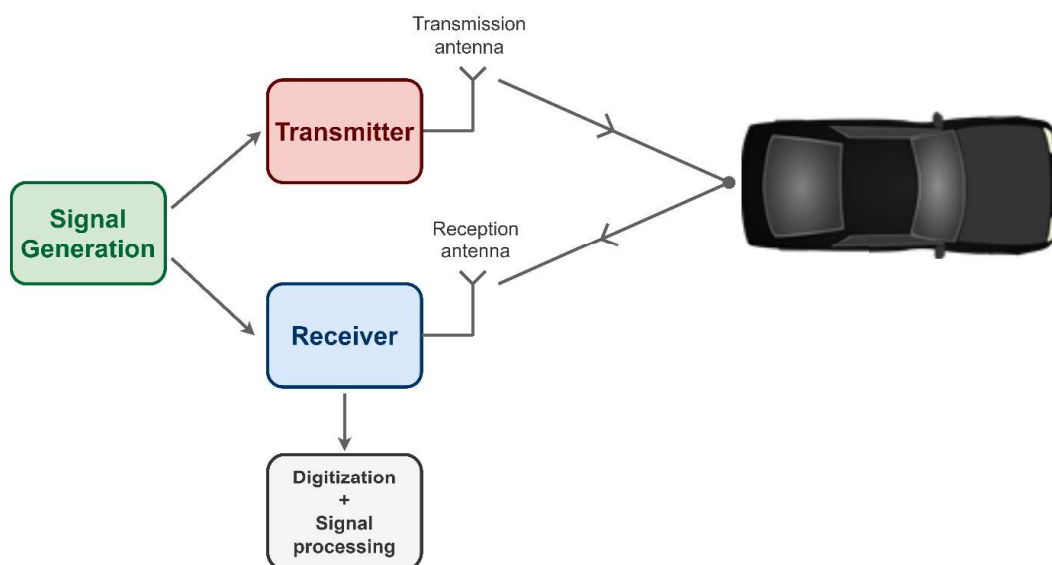 Transmission
antenna
Transmitter
Signal
Generation
Reception
antenna
Receiver
Digitization
+
Signal
processing